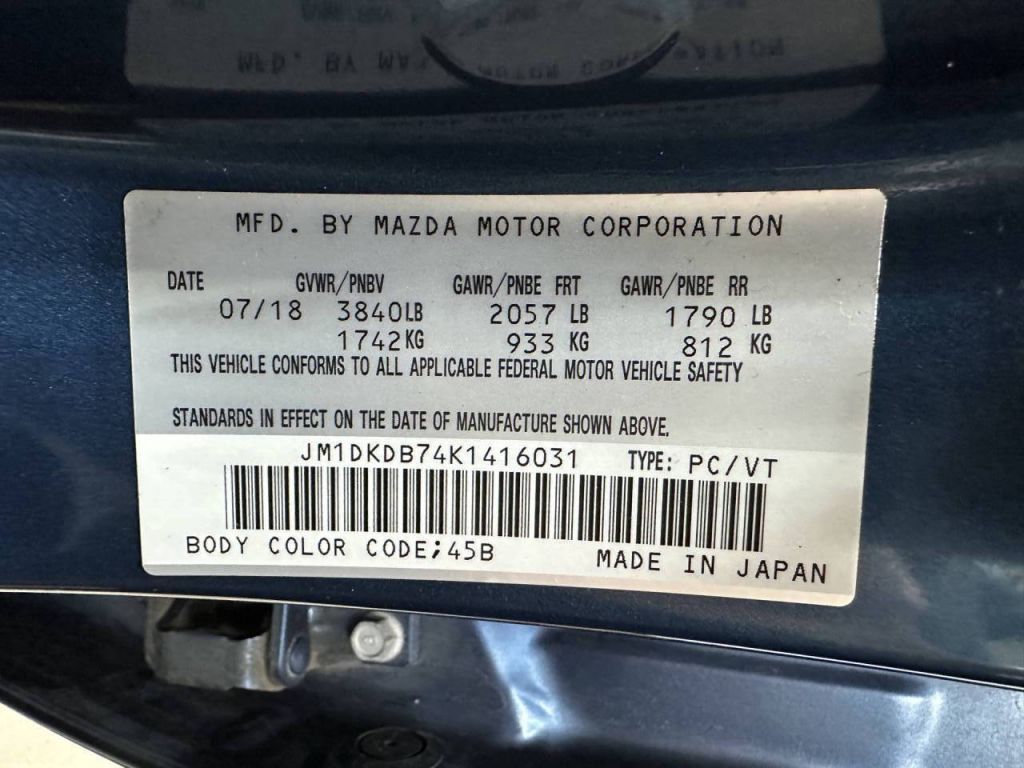 MFD. BY MAZDA MOTOR CORPORATION
DATE GVWR/PNBV GAWR/PNBE FRT GAWR/PNBE RR
07/18 3840LB 2057 LB 1790 LB
1742KG 933 KG 812 KG
THIS VEHICLE CONFORMS TO ALL APPLICABLE FEDERAL MOTOR VEHICLE SAFETY
STANDARDS IN EFFECT ON THE DATE OF MANUFACTURE SHOWN ABOVE.
JM1DKDB74K1416031 TYPE: PC/VT
BODY COLOR CODE;45B MADE IN JAPAN